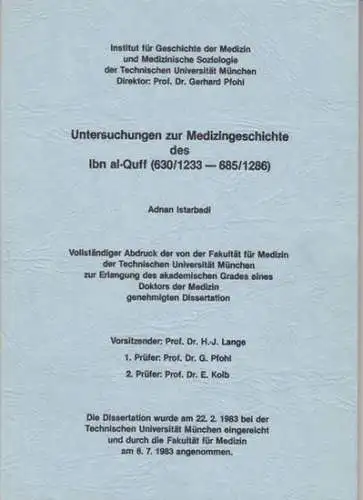 Institut für Geschichte der Medizin
und Medizinische Soziologie
der Technischen Universität München
Direktor: Prof. Dr. Gerhard Pfohl
Untersuchungen zur Medizingeschichte
des
Ibn al-Quff (630/1233 — 685/1286)
Adnan Istarbadi
Vollständiger Abdruck der von der Fakultät für Medizin
der Technischen Universität München
zur Erlangung des akademischen Grades eines
Doktors der Medizin
genehmigten Dissertation
Vorsitzender: Prof. Dr. H.-J. Lange
1. Prüfer: Prof. Dr. G. Pfohl
2. Prüfer: Prof. Dr. E. Kolb
Die Dissertation wurde am 22. 2. 1983 bei der
Technischen Universität München eingereicht
und durch die Fakultät für Medizin
am 6. 7. 1983 angenommen.